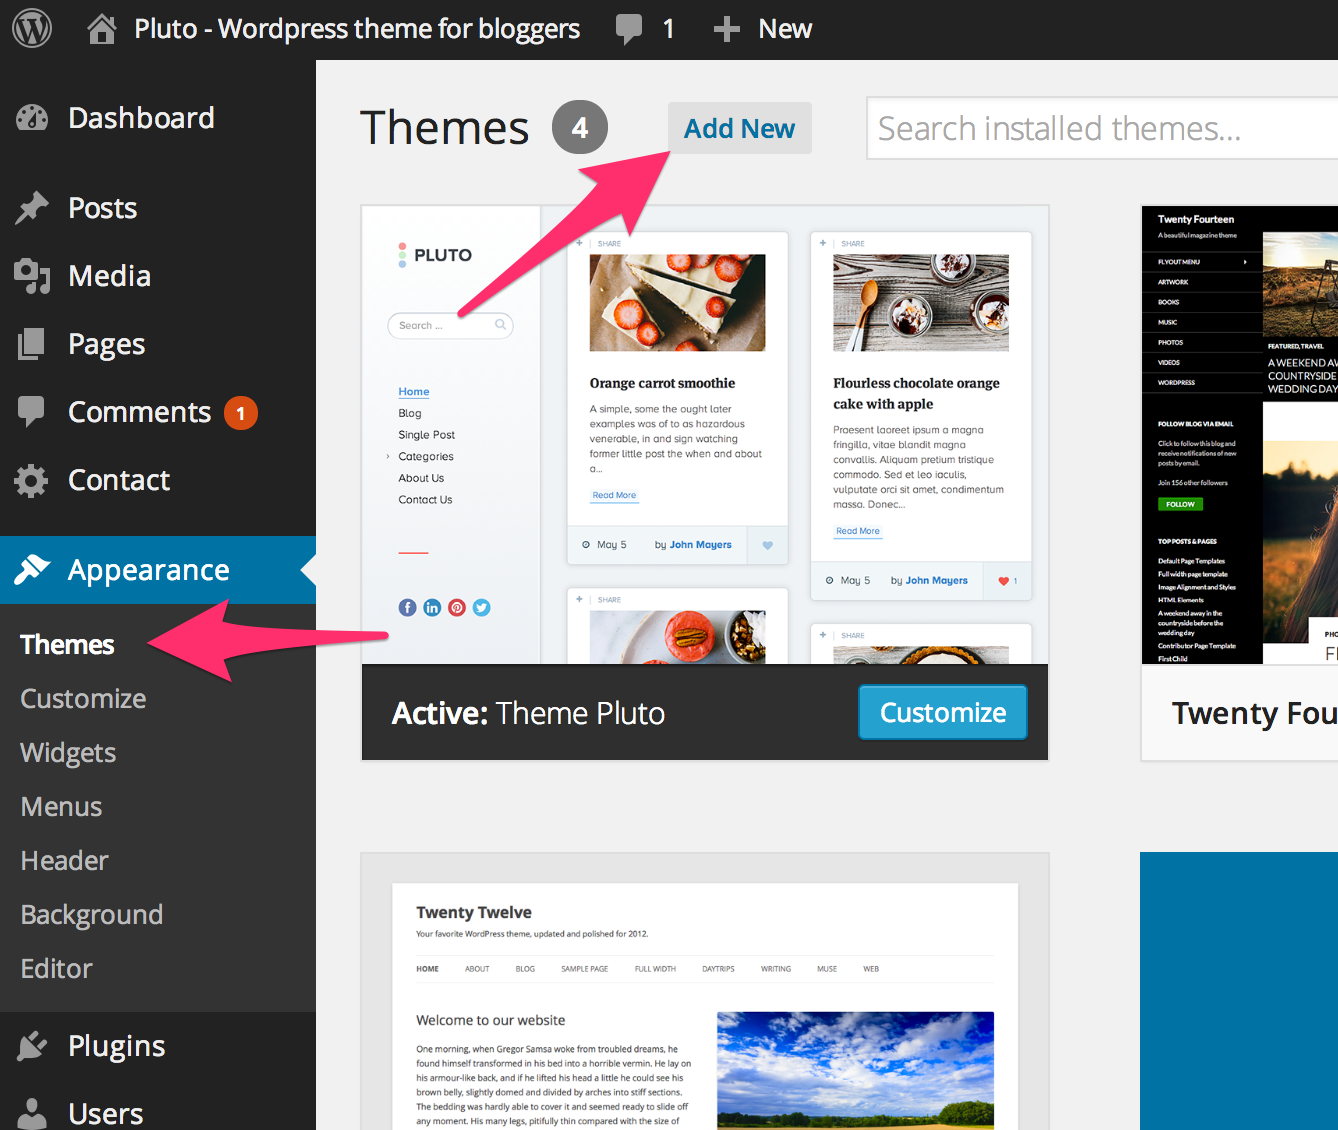 Pluto - Wordpress theme for bloggers 1 New
Dashboard
Posts
Media
Pages
Comments 1
Contact
Appearance
Themes
Customize
Widgets
Menus
Header
Background
Editor
Plugins
Users
Themes 4 Add New Search installed themes...
PLUTO
Search ...
Home
Blog
Single Post
Categories
About Us
Contact Us
SHARE
Orange carrot smoothie
A simple, some the ought later
examples was of to as hazardous
venerable, in and sign watching
former little post the when and about
a...
Read More
May 5 by John Mayers
SHARE
SHARE
Flourless chocolate orange
cake with apple
Praesent laoreet ipsum a magna
fringilla, vitae blandit magna
convallis. Aliquam pretium tristique
commodo. Sed et leo iaculis,
vulputate orci sit amet, condimentum
massa. Donec...
Read More
May 5 by John Mayers 1
SHARE
Active: Theme Pluto Customize
Twenty Fourteen
A beautiful magazine theme
FLYOUT MENU
ARTWORK
BOOKS
MUSIC
PHOTOS
VIDEOS
WORDPRESS
FOLLOW BLOG VIA EMAIL
Click to follow this blog and
receive notifications of new
posts by email.
Join 156 other followers
FOLLOW
TOP POSTS & PAGES
Default Page Templates
Full width page template
Image Alignment and Styles
HTML Elements
A weekend away in the
countryside before the
wedding day
Contributor Page Template
First Child
FEATURED, TRAVEL
A WEEKEND AW
COUNTRYSIDE
WEDDING DAY
PHO
FI
Twenty Fou
Twenty Twelve
Your favorite WordPress theme, updated and polished for 2012.
HOME ABOUT BLOG SAMPLE PAGE FULL WIDTH DAYTRIPS WRITING MUSE WEB
Welcome to our website
One morning, when Gregor Samsa woke from troubled dreams, he
found himself transformed in his bed into a horrible vermin. He lay on
his armour-like back, and if he lifted his head a little he could see his
brown belly, slightly domed and divided by arches into stiff sections.
The bedding was hardly able to cover it and seemed ready to slide off
any moment. His many legs, pitifully thin compared with the size of